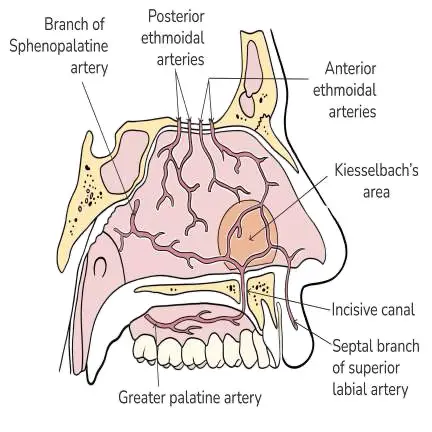 Branch of
Sphenopalatine
artery
Posterior
ethmoidal
arteries
Anterior
ethmoidal
arteries
Kiesselbach's
area
Incisive canal
Septal branch
of superior
labial artery
Greater palatine artery